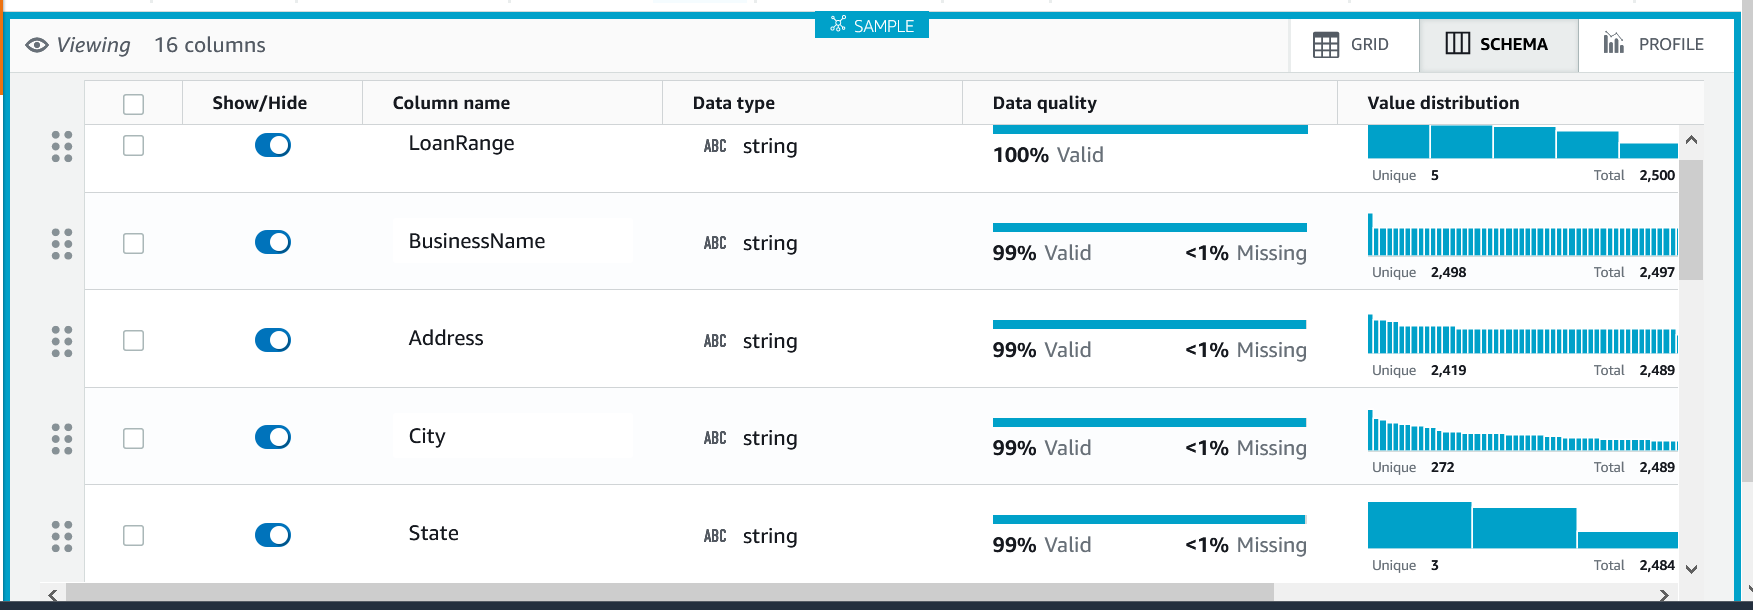 SAMPLE
Viewing 16 columns
GRID SCHEMA PROFILE
Show/Hide Column name Data type Data quality Value distribution
LoanRange ABC string 100% Valid Unique 5 Total 2,500
BusinessName ABC string 99% Valid <1% Missing Unique 2,498 Total 2,497
Address ABC string 99% Valid <1% Missing Unique 2,419 Total 2,489
City ABC string 99% Valid <1% Missing Unique 272 Total 2,489
State ABC string 99% Valid <1% Missing Unique 3 Total 2,484